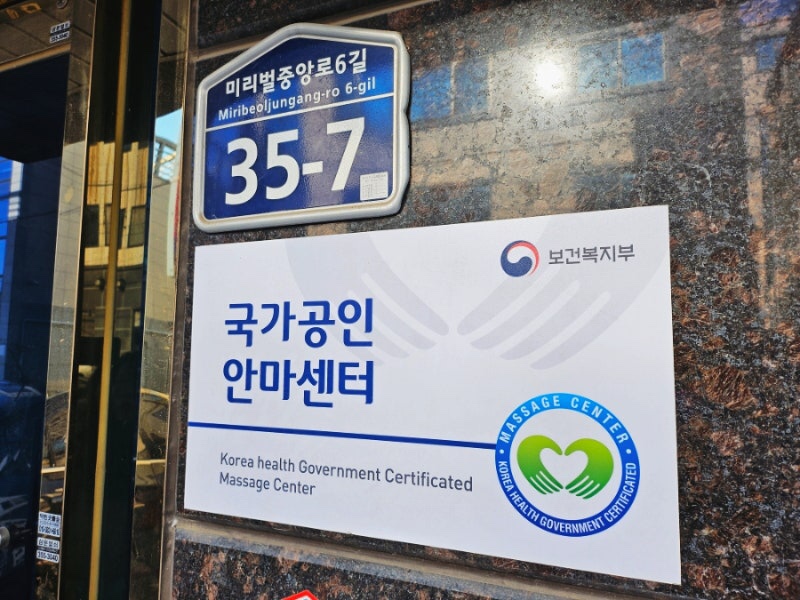 미리벌중앙로6길
Miribeoljungang-ro 6-gil
35-7
보건복지부
국가공인
안마센터
Korea health Government Certificated
Massage Center
MASSAGE CENTER
KOREA HEALTH GOVERNMENT CERTIFICATED